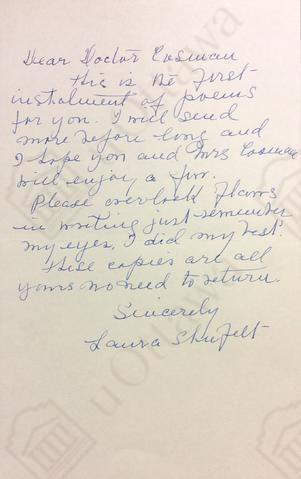 Dear Doctor Cosman
this is the first
instalment of poems
for you. I will send
more before long and
I hope you and Mrs Cosman
will enjoy a few.
Please overlook flaws
in writing just remember
my eyes, I did my best.
these copies are all
yours no need to return.
Sincerely
Laura Shufelt
uOttawa
uOttawa